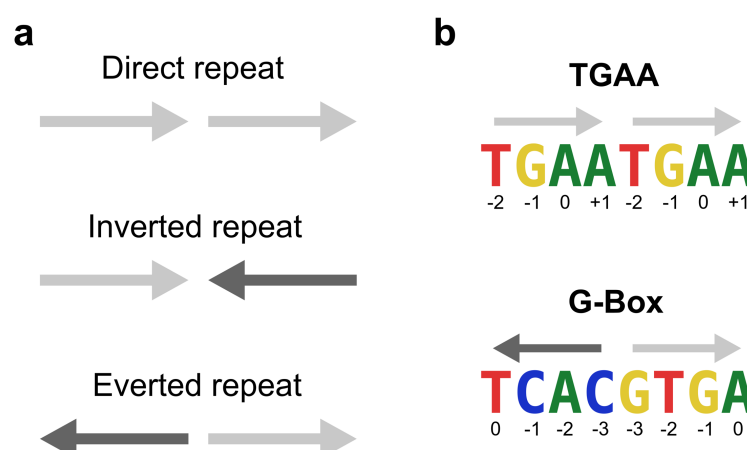 a
Direct repeat
Inverted repeat
Everted repeat
b
TGAA
TGAATGAA
-2 -1 0 +1 -2 -1 0 +1
G-Box
TCACGTGA
0 -1 -2 -3 -3 -2 -1 0